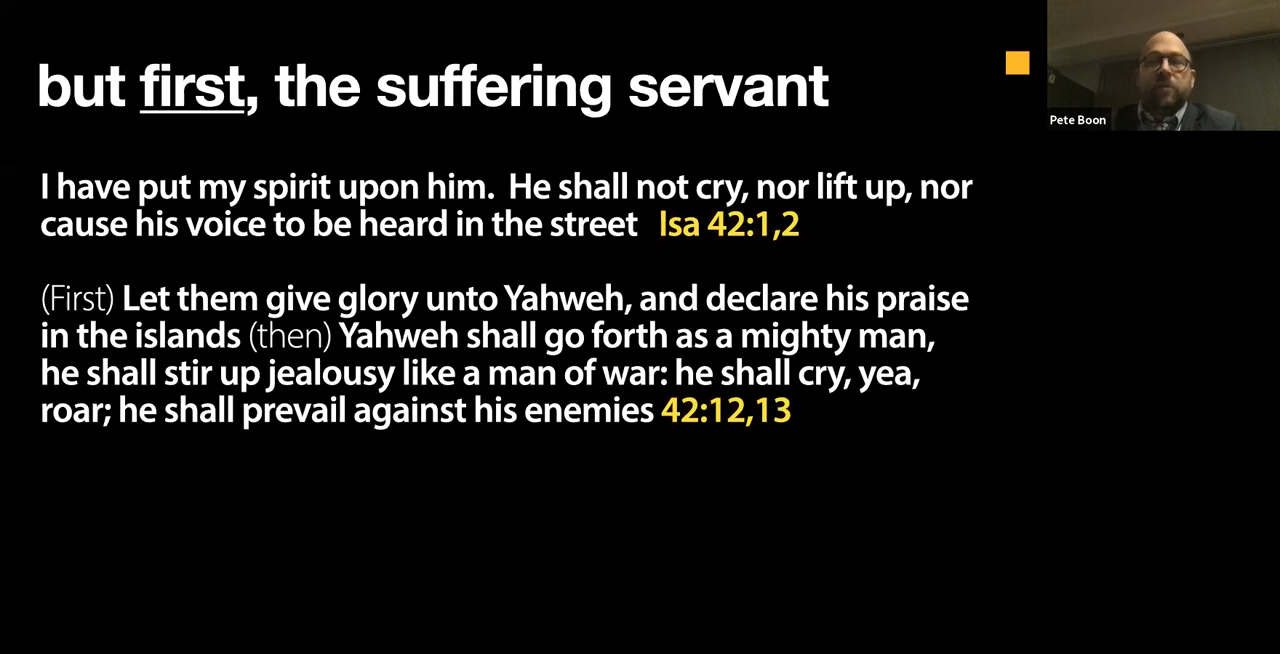 but first, the suffering servant
Pete Boon
I have put my spirit upon him.  He shall not cry, nor lift up, nor
cause his voice to be heard in the street   Isa 42:1,2
(First) Let them give glory unto Yahweh, and declare his praise
in the islands (then) Yahweh shall go forth as a mighty man,
he shall stir up jealousy like a man of war: he shall cry, yea,
roar; he shall prevail against his enemies 42:12,13